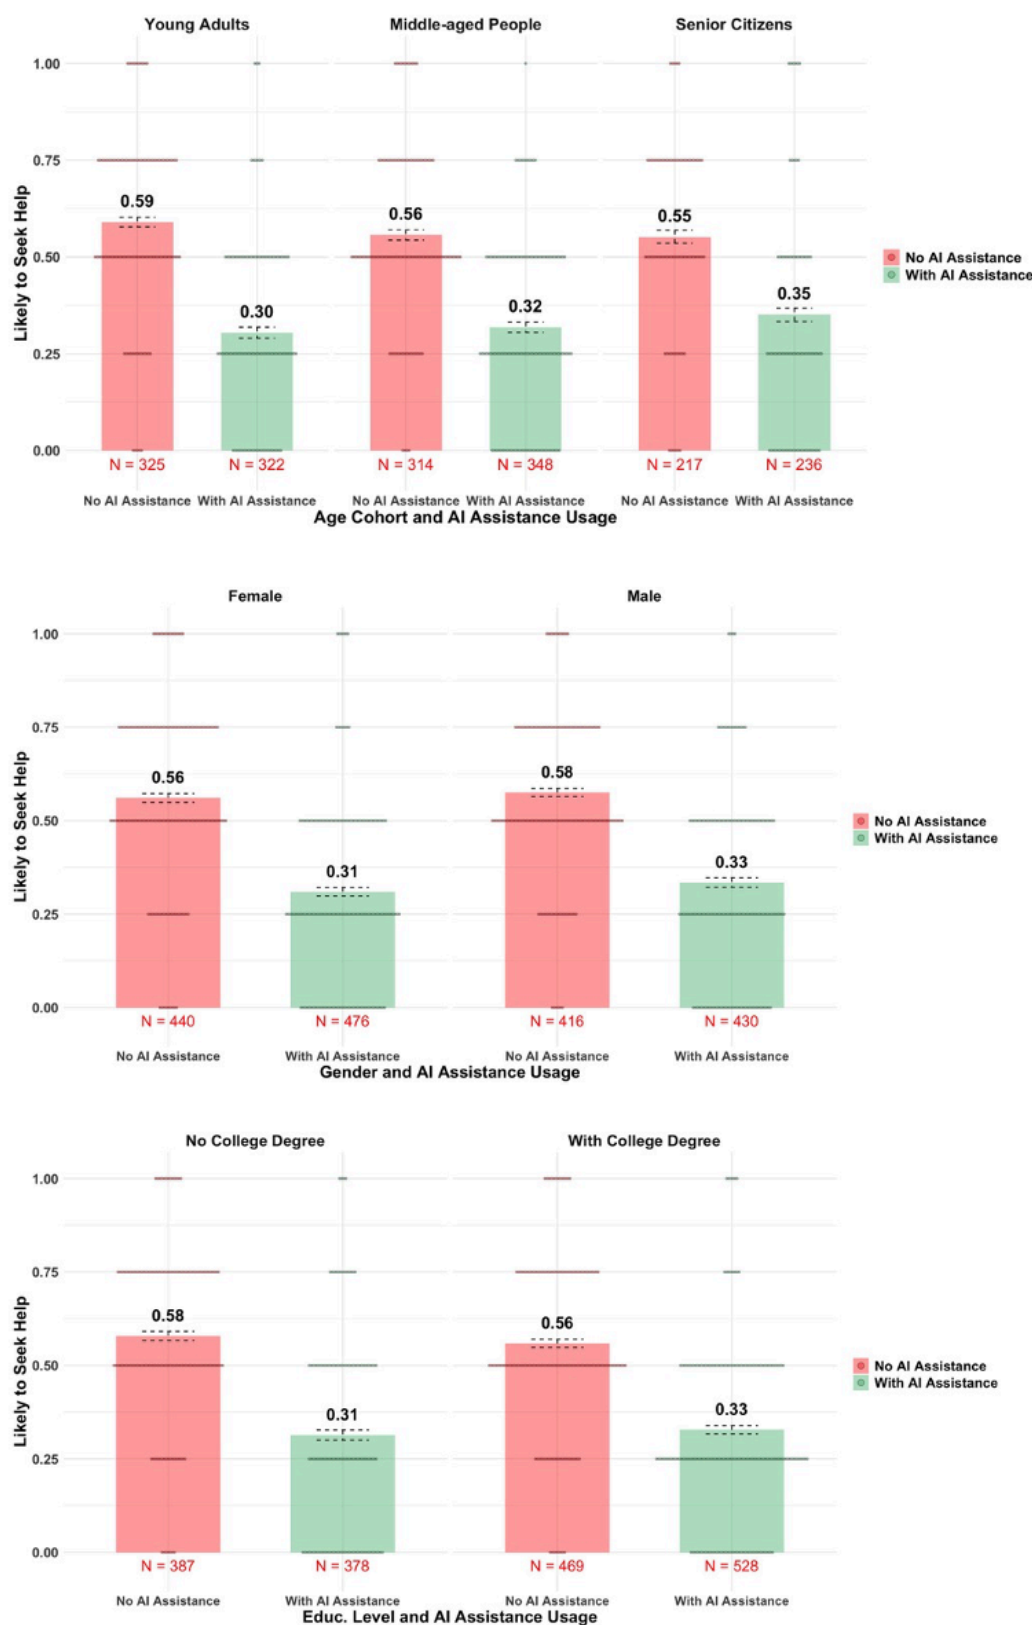 Young Adults Middle-aged People Senior Citizens
1.00
0.75
0.59 0.56 0.55
No AI Assistance
0.50
With AI Assistance
0.35
0.30 0.32
0.25
0.00
N = 325 N = 322 N = 314 N = 348 N = 217 N = 236
No AI Assistance With AI Assistance No AI Assistance With AI Assistance No AI Assistance With AI Assistance
Age Cohort and AI Assistance Usage
Likely to Seek Help
Female Male
1.00
0.75
0.56 0.58
0.50
No AI Assistance
With AI Assistance
0.31 0.33
0.25
0.00
N = 440 N = 476 N = 416 N = 430
No AI Assistance With AI Assistance No AI Assistance With AI Assistance
Gender and AI Assistance Usage
Likely to Seek Help
No College Degree With College Degree
1.00
0.75
0.58 0.56
0.50
No AI Assistance
With AI Assistance
0.31 0.33
0.25
0.00
N = 387 N = 378 N = 469 N = 528
No AI Assistance With AI Assistance No AI Assistance With AI Assistance
Educ. Level and AI Assistance Usage
Likely to Seek Help